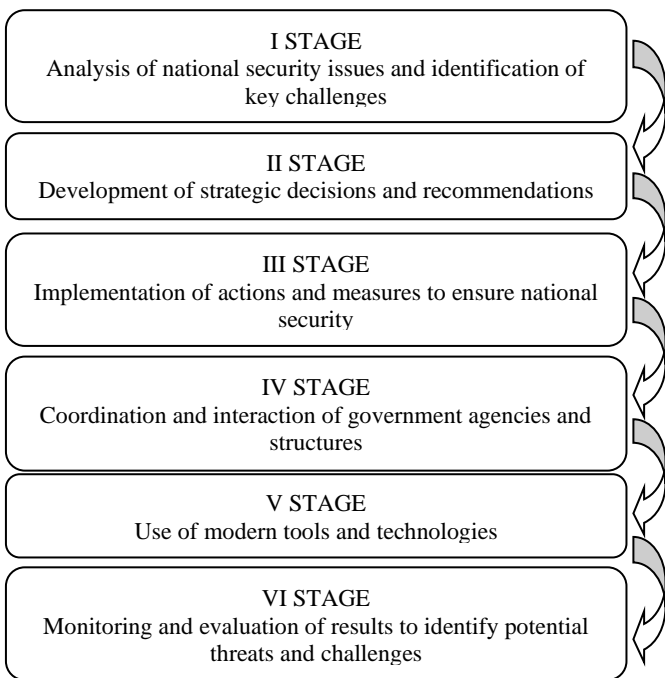 I STAGE
Analysis of national security issues and identification of
key challenges
II STAGE
Development of strategic decisions and recommendations
III STAGE
Implementation of actions and measures to ensure national
security
IV STAGE
Coordination and interaction of government agencies and
structures
V STAGE
Use of modern tools and technologies
VI STAGE
Monitoring and evaluation of results to identify potential
threats and challenges